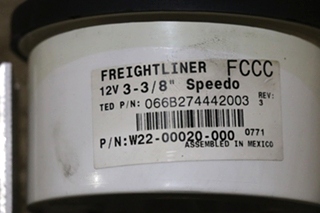 FREIGHTLINER FCCC
12V 3-3/8" Speedo
TED P/N: 066B274442003 REV: 3
P/N: W22-00020-000 0771
ASSEMBLED IN MEXICO